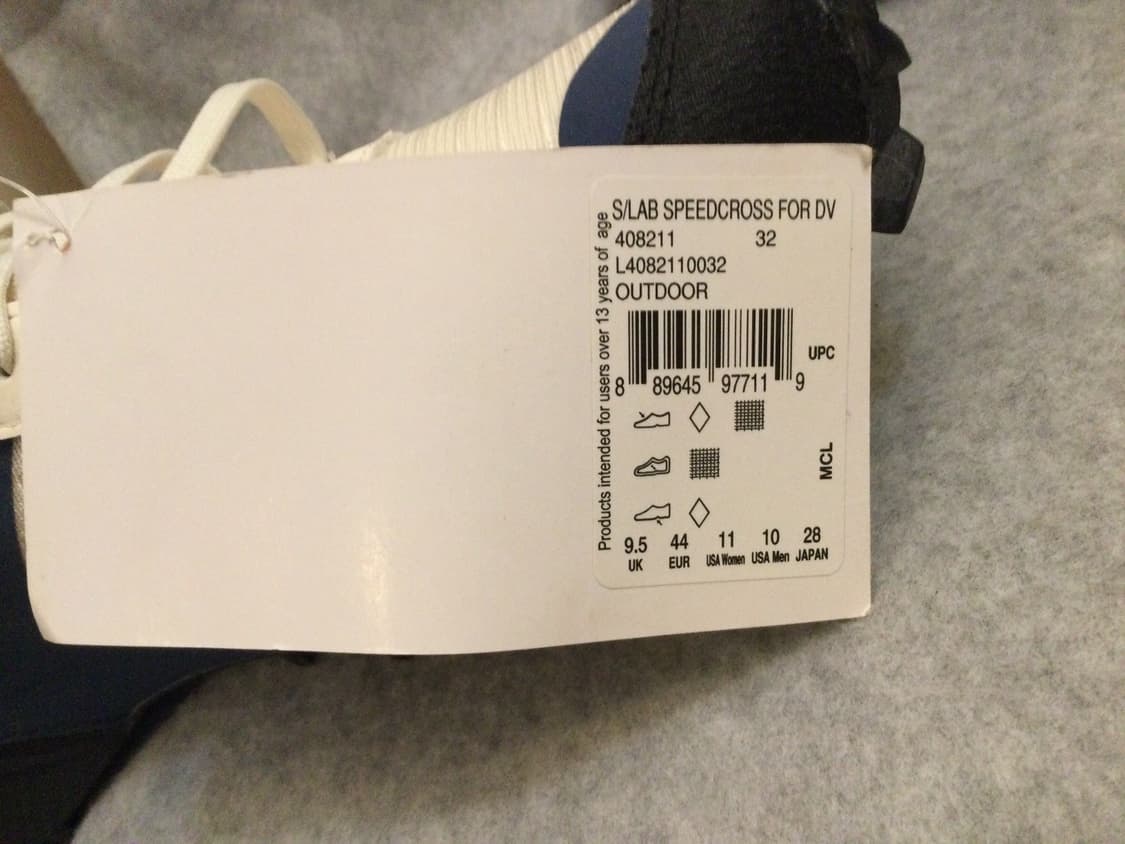 S/LAB SPEEDCROSS FOR DV
408211 32
L4082110032
OUTDOOR
Products intended for users over 13 years of age
UPC
8 89645 97711 9
MCL
9.5 44 11 10 28
UK EUR USA Women USA Men JAPAN